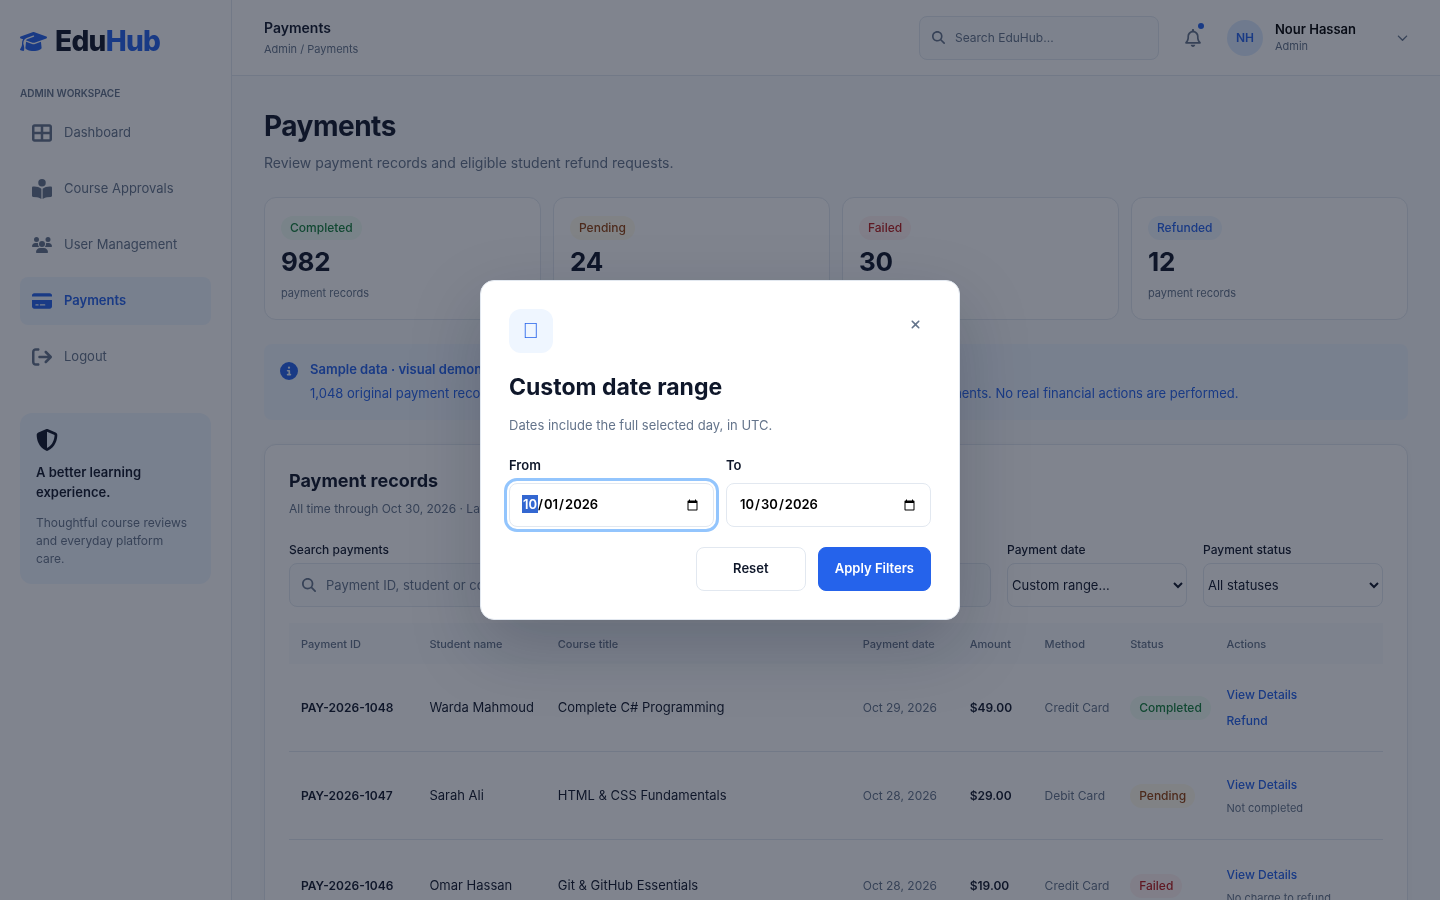 EduHub
ADMIN WORKSPACE
Dashboard
Course Approvals
User Management
Payments
Logout
A better learning
experience.
Thoughtful course reviews
and everyday platform
care.
Payments
Admin / Payments
Search EduHub...
NH
Nour Hassan
Admin
Payments
Review payment records and eligible student refund requests.
Completed
982
payment records
Pending
24
Failed
30
Refunded
12
payment records
Sample data · visual demon
1,048 original payment reco
ents. No real financial actions are performed.
Custom date range
Dates include the full selected day, in UTC.
From
To
10/01/2026
10/30/2026
Reset
Apply Filters
Payment records
All time through Oct 30, 2026 · La
Search payments
Payment date
Payment status
Payment ID, student or co
Custom range...
All statuses
Payment ID Student name Course title Payment date Amount Method Status Actions
PAY-2026-1048 Warda Mahmoud Complete C# Programming Oct 29, 2026 $49.00 Credit Card Completed View Details
Refund
PAY-2026-1047 Sarah Ali HTML & CSS Fundamentals Oct 28, 2026 $29.00 Debit Card Pending View Details
Not completed
PAY-2026-1046 Omar Hassan Git & GitHub Essentials Oct 28, 2026 $19.00 Credit Card Failed View Details
No charge to refund